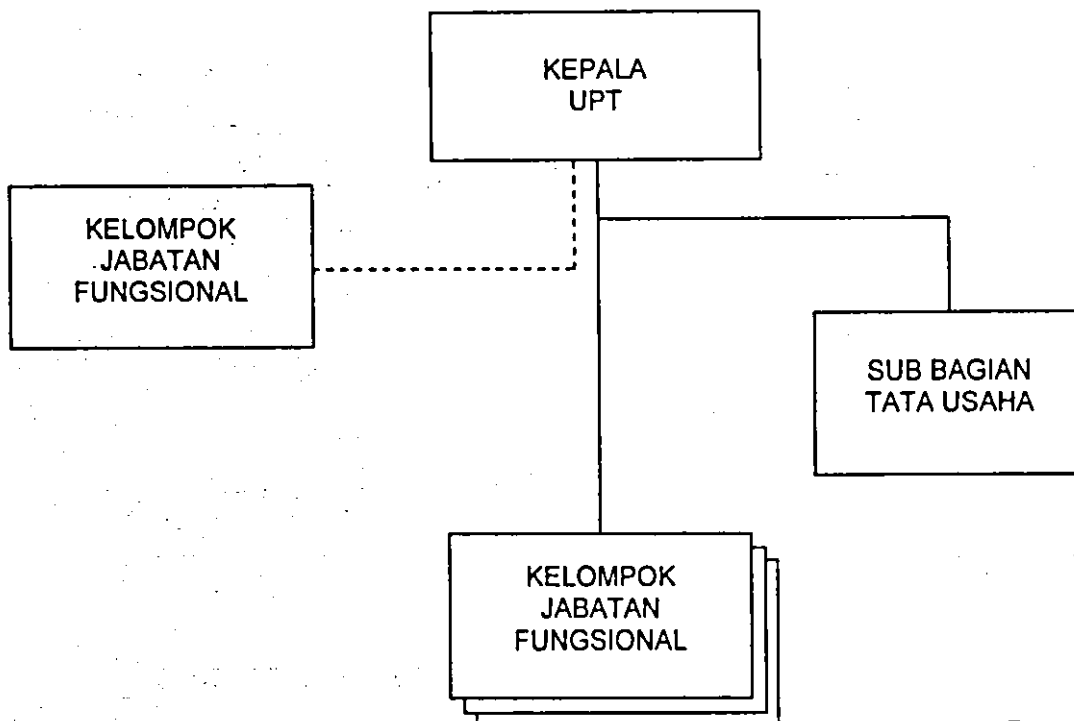 KEPALA
UPT
KELOMPOK
JABATAN
FUNGSIONAL
SUB BAGIAN
TATA USAHA
KELOMPOK
JABATAN
FUNGSIONAL